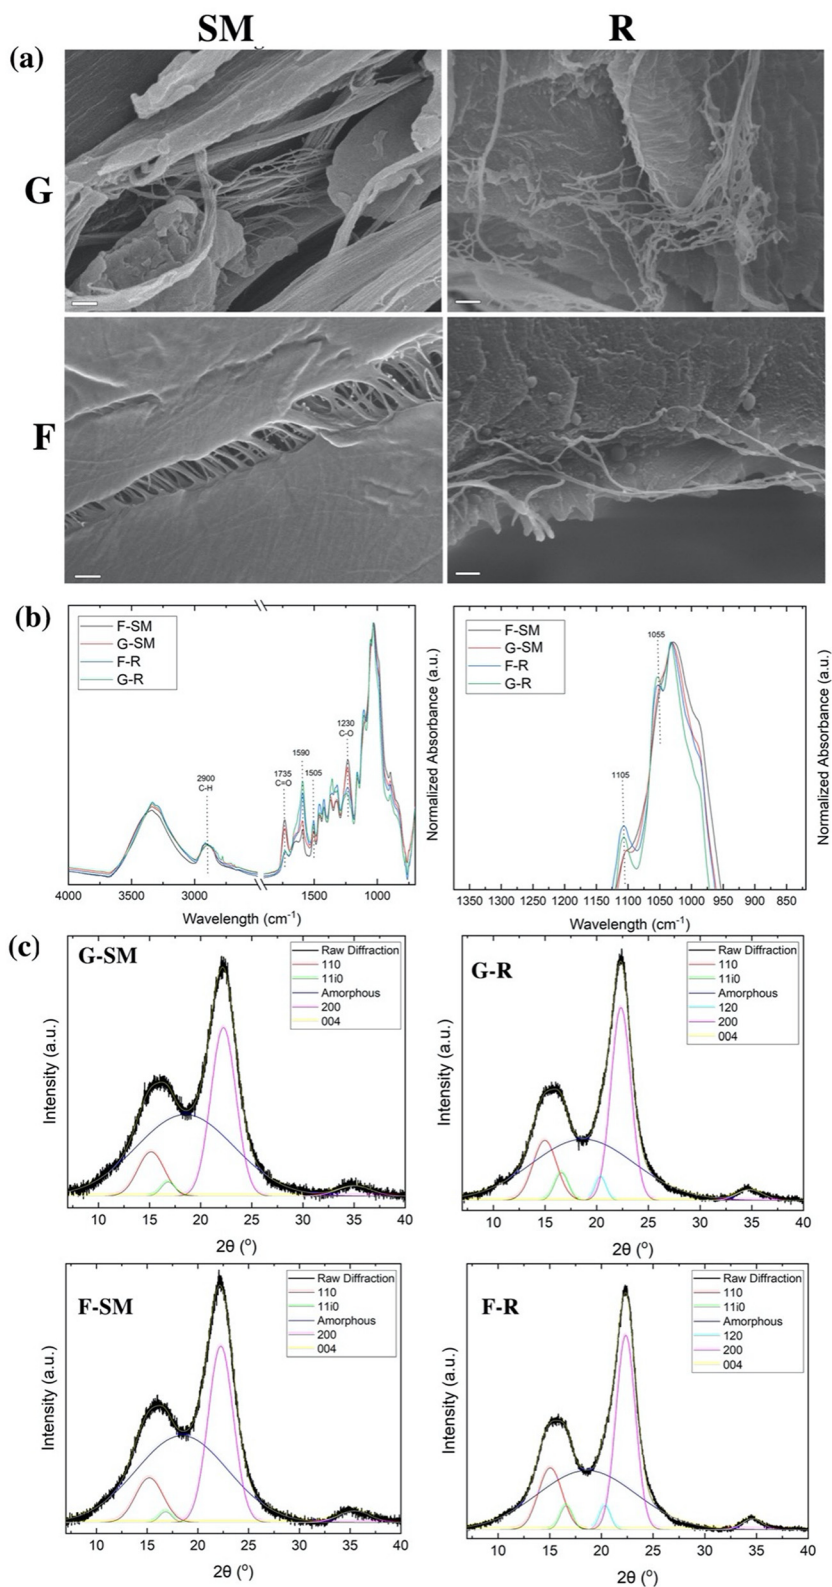 SM R
(a)
G
F
(b)
F-SM
G-SM
F-R
G-R
2900
C-H
1735
C=O
1590
1505
1230
C-O
4000 3500 3000 1500 1000
Wavelength (cm-1)
Normalized Absorbance (a.u.)
F-SM
G-SM
F-R
G-R
1055
1105
1350 1300 1250 1200 1150 1100 1050 1000 950 900 850
Wavelength (cm-1)
Normalized Absorbance (a.u.)
(c)
G-SM
Raw Diffraction
110
11i0
Amorphous
200
004
Intensity (a.u.)
10 15 20 25 30 35 40
2θ (o)
G-R
Raw Diffraction
110
11i0
Amorphous
120
200
004
Intensity (a.u.)
10 15 20 25 30 35 40
2θ (o)
F-SM
Raw Diffraction
110
11i0
Amorphous
200
004
Intensity (a.u.)
10 15 20 25 30 35 40
2θ (o)
F-R
Raw Diffraction
110
11i0
Amorphous
120
200
004
Intensity (a.u.)
10 15 20 25 30 35 40
2θ (o)